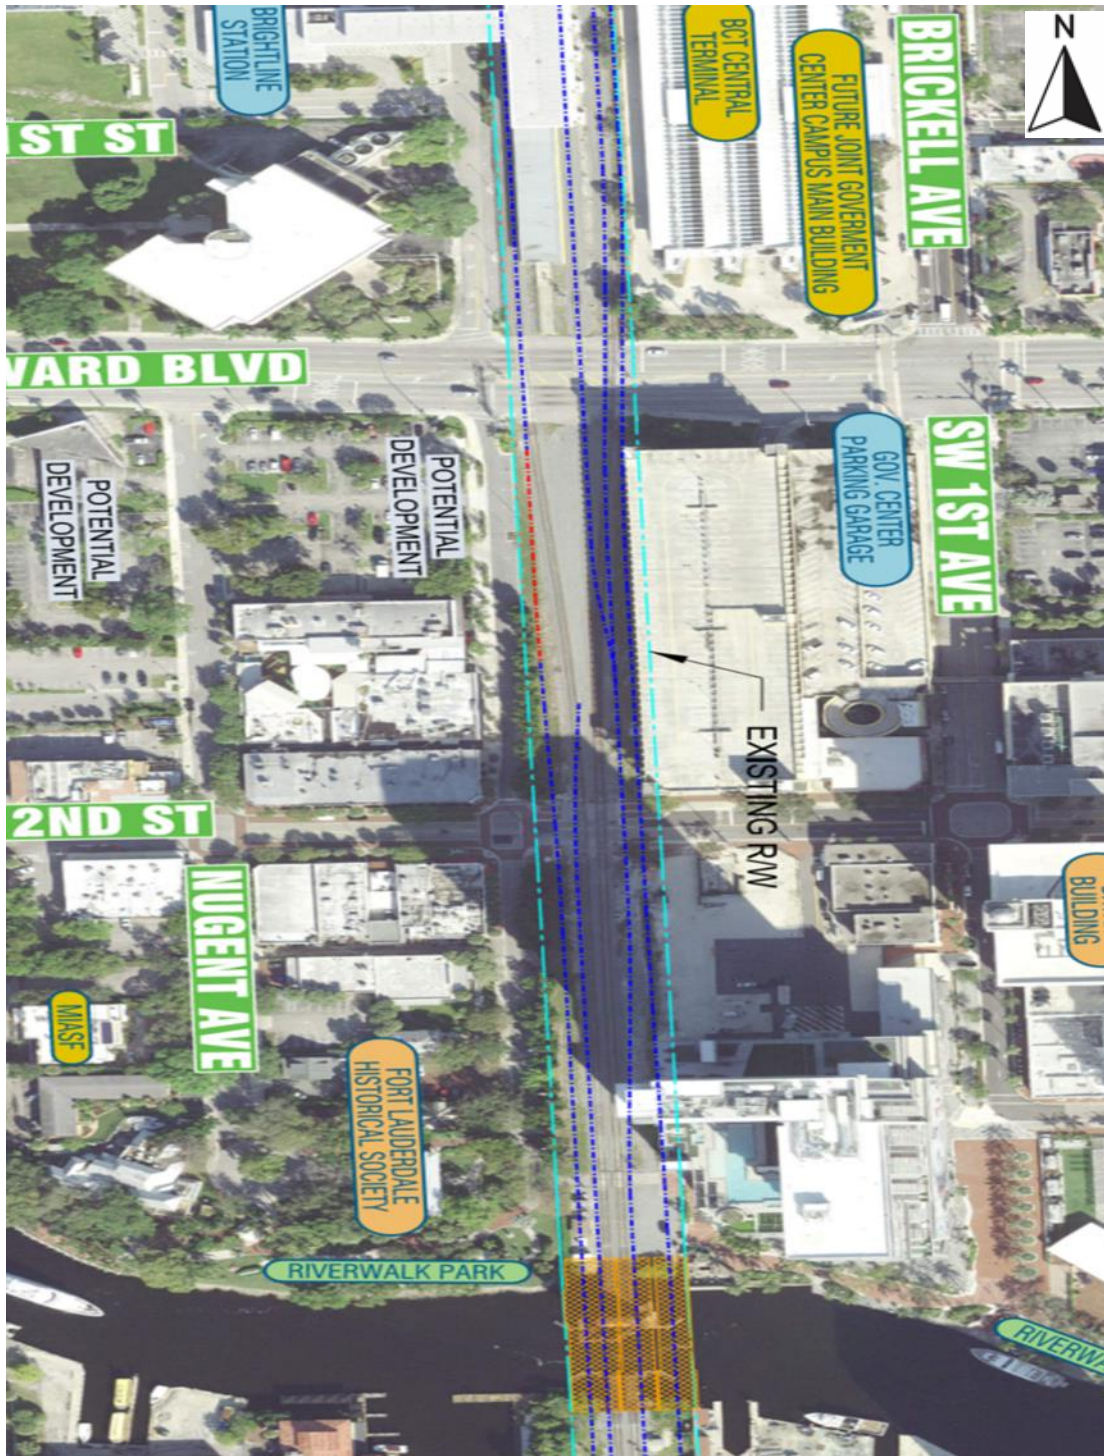 N
BRIGHTLINE
STATION
BCT CENTRAL
TERMINAL
FUTURE JOINT GOVERMENT
CENTER CAMPUS MAIN BUILDING
BRICKELL AVE
1ST ST
WARD BLVD
POTENTIAL
DEVELOPMENT
POTENTIAL
DEVELOPMENT
GOV. CENTER
PARKING GARAGE
SW 1ST AVE
EXISTING R/W
2ND ST
NUGENT AVE
BUILDING
MIASF
FORT LAUDERDALE
HISTORICAL SOCIETY
RIVERWALK PARK
RIVERWA